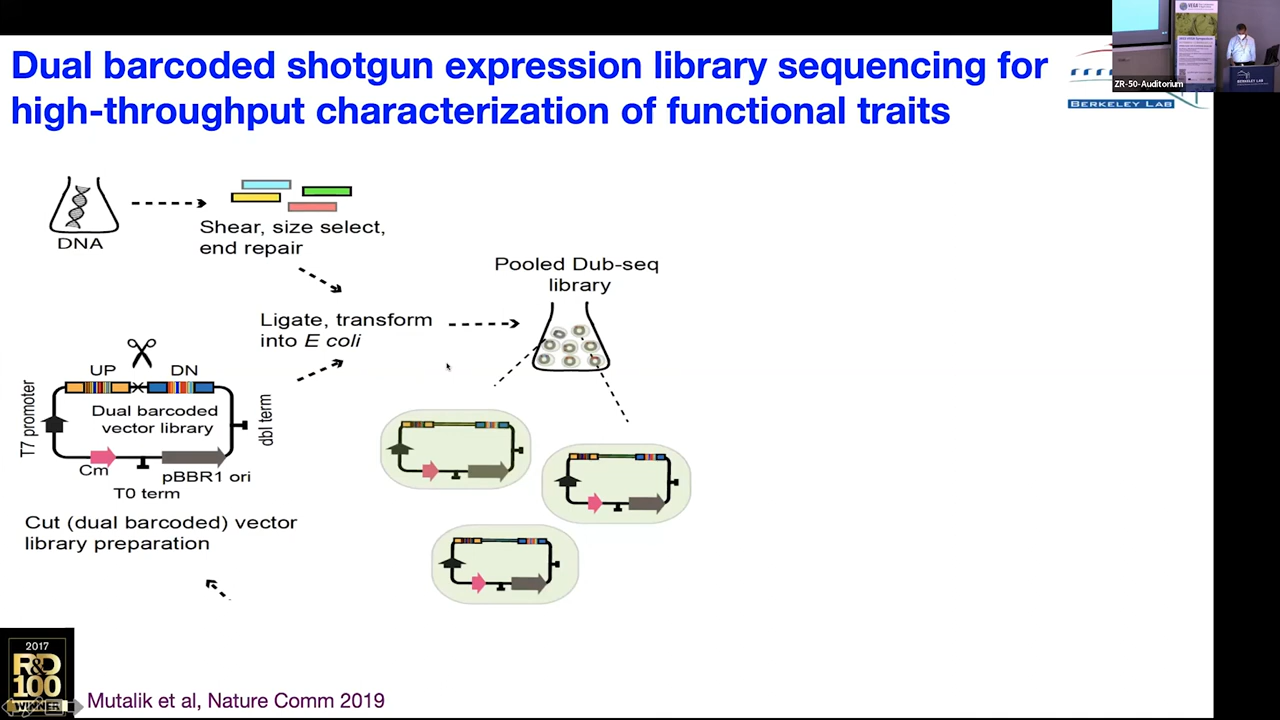 Dual barcoded shotgun expression library sequencing for
high-throughput characterization of functional traits
ZR-50-Auditorium
BERKELEY LAB
BERKELEY LAB
DNA
Shear, size select,
end repair
Pooled Dub-seq
library
Ligate, transform
into E coli
UP
DN
T7 promoter
Dual barcoded
vector library
dbl term
Cm
pBBR1 ori
T0 term
Cut (dual barcoded) vector
library preparation
2017
R&D
100
WINNER
Mutalik et al, Nature Comm 2019